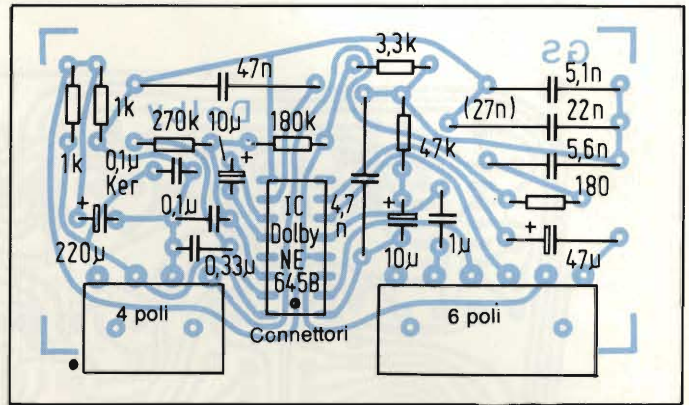 3,3k
GS
47n
5,1n
Dolby
(27n)
22n
1k
270k
10µ
180k
1k
0,1µ
Ker
47k
5,6n
180
0,1µ
+
IC
Dolby
NE
645B
4,7
n
+
+
+
220µ
0,33µ
10µ
1µ
47µ
4 poli
Connettori
6 poli